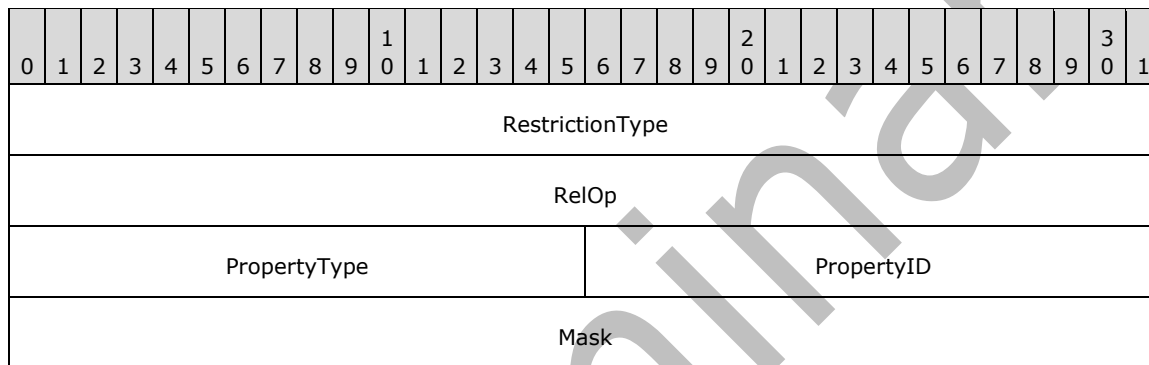 1 2 3
0 1 2 3 4 5 6 7 8 9 0 1 2 3 4 5 6 7 8 9 0 1 2 3 4 5 6 7 8 9 0 1
RestrictionType
RelOp
PropertyType PropertyID
Mask